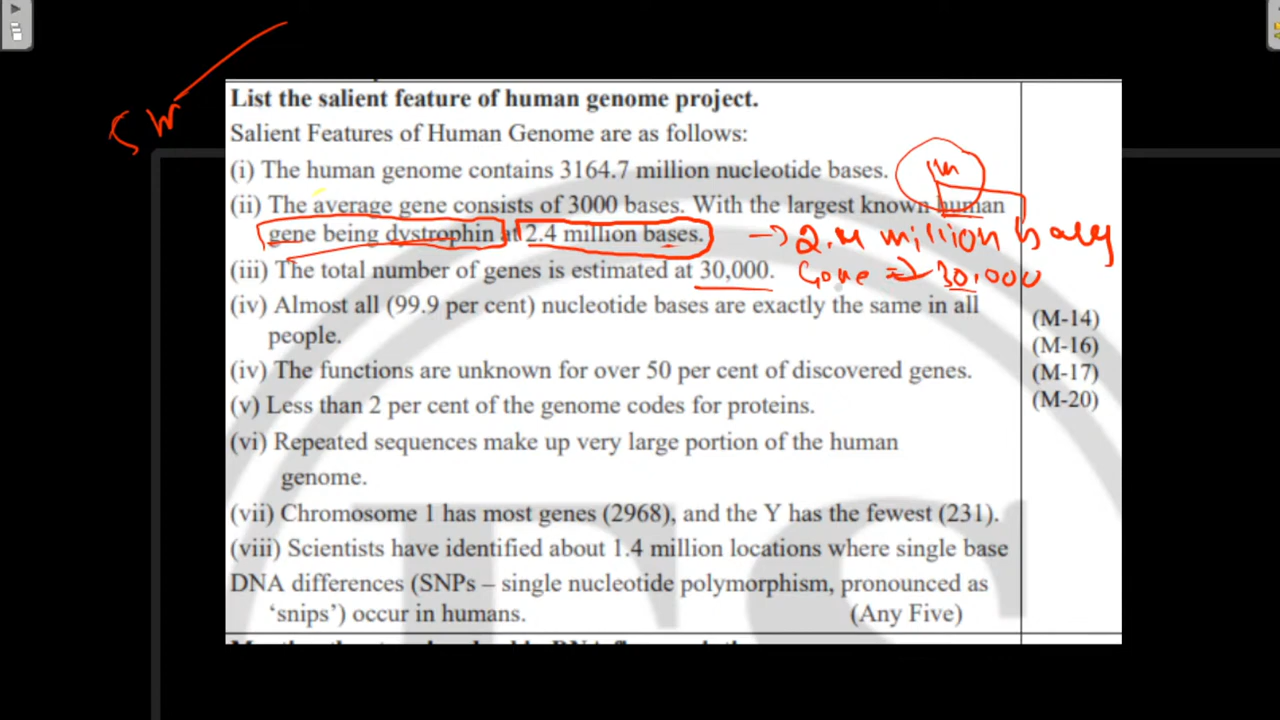 5 M
List the salient feature of human genome project.
Salient Features of Human Genome are as follows:
(i) The human genome contains 3164.7 million nucleotide bases.
(ii) The average gene consists of 3000 bases. With the largest known human
gene being dystrophin at 2.4 million bases. → 2.4 million bases
(iii) The total number of genes is estimated at 30,000. Gene ⇒ 30,000
(iv) Almost all (99.9 per cent) nucleotide bases are exactly the same in all
people.
(M-14)
(M-16)
(iv) The functions are unknown for over 50 per cent of discovered genes.
(M-17)
(v) Less than 2 per cent of the genome codes for proteins.
(M-20)
(vi) Repeated sequences make up very large portion of the human
genome.
(vii) Chromosome 1 has most genes (2968), and the Y has the fewest (231).
(viii) Scientists have identified about 1.4 million locations where single base
DNA differences (SNPs – single nucleotide polymorphism, pronounced as
‘snips’) occur in humans. (Any Five)